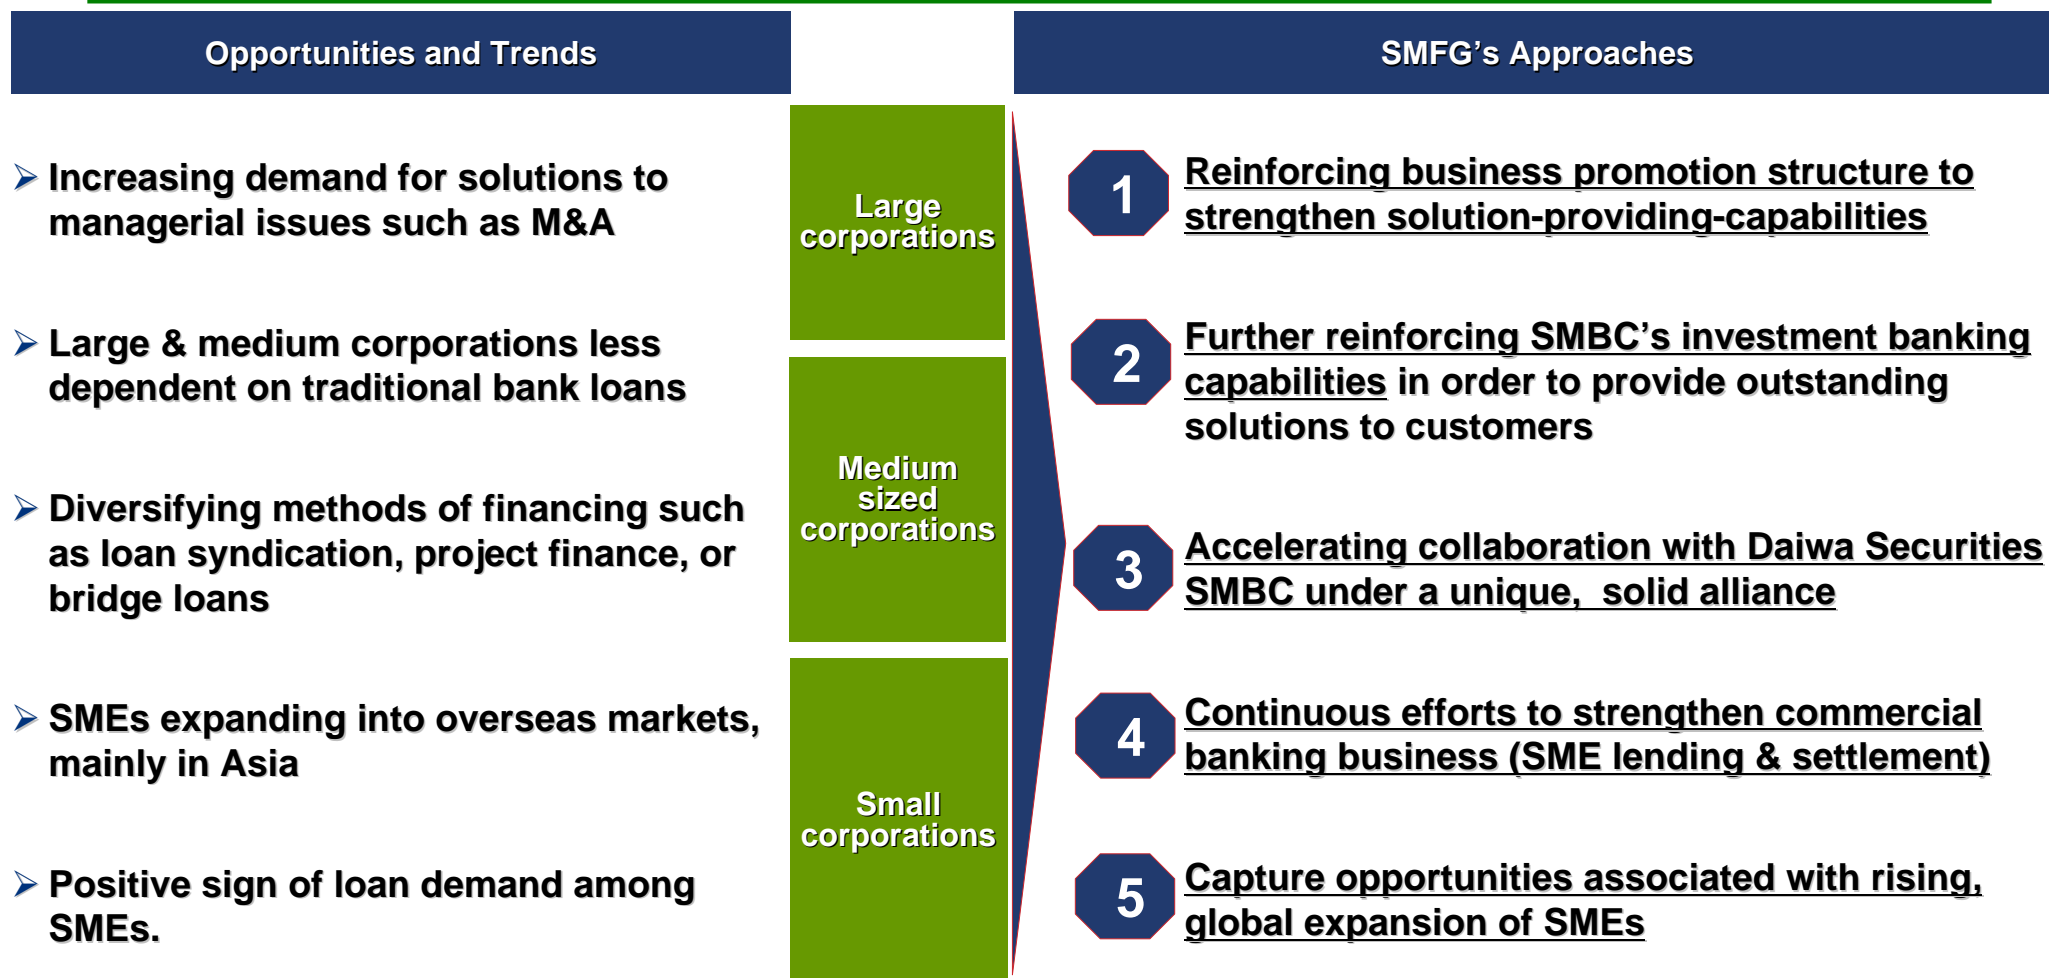 Opportunities and Trends
Increasing demand for solutions to
managerial issues such as M&A
Large & medium corporations less
dependent on traditional bank loans
Diversifying methods of financing such
as loan syndication, project finance, or
bridge loans
SMEs expanding into overseas markets,
mainly in Asia
Positive sign of loan demand among
SMEs.
Large
corporations
Medium
sized
corporations
Small
corporations
SMFG’s Approaches
1
Reinforcing business promotion structure to
strengthen solution-providing-capabilities
2
Further reinforcing SMBC’s investment banking
capabilities in order to provide outstanding
solutions to customers
3
Accelerating collaboration with Daiwa Securities
SMBC under a unique,  solid alliance
4
Continuous efforts to strengthen commercial
banking business (SME lending & settlement)
5
Capture opportunities associated with rising,
global expansion of SMEs